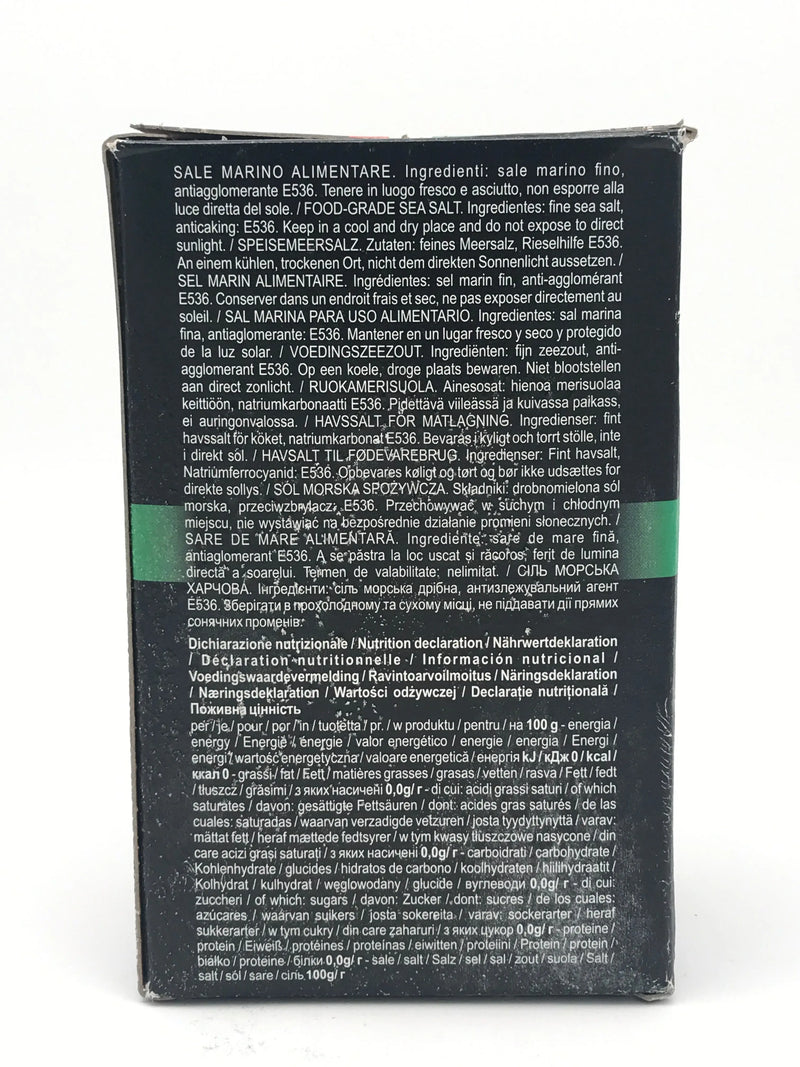 SALE MARINO ALIMENTARE. Ingredienti: sale marino fino,
antiagglomerante E536. Tenere in luogo fresco e asciutto, non esporre alla
luce diretta del sole. / FOOD-GRADE SEA SALT. Ingredientes: fine sea salt,
anticaking: E536. Keep in a cool and dry place and do not expose to direct
sunlight. / SPEISEMEERSALZ. Zutaten: feines Meersalz, Rieselhilfe E536.
An einem kühlen, trockenen Ort, nicht dem direkten Sonnenlicht aussetzen. /
SEL MARIN ALIMENTAIRE. Ingrédientes: sel marin fin, anti-agglomérant
E536. Conserver dans un endroit frais et sec, ne pas exposer directement au
soleil. / SAL MARINA PARA USO ALIMENTARIO. Ingredientes: sal marina
fina, antiaglomerante: E536. Mantener en un lugar fresco y seco y protegido
de la luz solar. / VOEDINGSZEEZOUT. Ingrediënten: fijn zeezout, anti-
agglomerant E536. Op een koele, droge plaats bewaren. Niet blootstellen
aan direct zonlicht. / RUOKAMERISUOLA. Ainesosat: hienoa merisuolaa
keittiöön, natriumkarbonaatti E536. Pidettävä viileässä ja kuivassa paikass,
ei auringonvalossa. / HAVSSALT FÖR MATLAGNING. Ingredienser: fint
havssalt för köket, natriumkarbonat E536. Bevaras i kyligt och torrt stölle, inte
i direkt sól. / HAVSALT TIL FØDEVAREBRUG. Ingredienser: Fint havsalt,
Natriumferrocyanid: E536. Opbevares køligt og tørt og bør ikke udsættes for
direkte sollys. / SÓL MORSKA SPOŻYWCZA. Składniki: drobnomielona sól
morska, przeciwzbrylacz: E536. Przechowywać w suchym i chłodnym
miejscu, nie wystawiać na bezpośrednie działanie promieni słonecznych. /
SARE DE MARE ALIMENTARĂ. Ingrediente: sare de mare fină,
antiaglomerant E536. A se păstra la loc uscat și răcoros, ferit de lumina
directă a soarelui. Termen de valabilitate: nelimitat. / СІЛЬ МОРСЬКА
ХАРЧОВА. Інгредієнти: сіль морська дрібна, антизлежувальний агент
Е536. Зберігати в прохолодному та сухому місці, не піддавати дії прямих
сонячних променів.
Dichiarazione nutrizionale / Nutrition declaration / Nährwertdeklaration
/ Déclaration nutritionnelle / Información nutricional /
Voedingswaardevermelding / Ravintoarvoilmoitus / Näringsdeklaration
/ Næringsdeklaration / Wartości odżywczej / Declarație nutrițională /
Поживна цінність
per / je / pour / por / in / tuotetta / pr. / w produktu / pentru / на 100 g - energia /
energy / Energie / énergie / valor energético / energie / energia / Energi /
energi / wartość energetyczna / valoare energetică / енергія kJ / кДж 0 / kcal /
ккал 0 - grassi / fat / Fett / matières grasses / grasas / vetten / rasva / Fett / fedt
/ tłuszcz / grăsimi / з яких насичені 0,0g/ г - di cui: acidi grassi saturi / of which
saturates / davon: gesättigte Fettsäuren / dont: acides gras saturés / de las
cuales: saturadas / waarvan verzadigde vetzuren / josta tyydyttynyttä / varav:
mättat fett / heraf mættede fedtsyrer / w tym kwasy tłuszczowe nasycone / din
care acizi grași saturați / з яких насичені 0,0g/ г - carboidrati / carbohydrate /
Kohlenhydrate / glucides / hidratos de carbono / koolhydraten / hiilihydraatit /
Kolhydrat / kulhydrat / węglowodany / glucide / вуглеводи 0,0g/ г - di cui:
zuccheri / of which: sugars / davon: Zucker / dont: sucres / de los cuales:
azúcares / waarvan suikers / josta sokereita / varav: sockerarter / heraf
sukkerarter / w tym cukry / din care zaharuri / з яких цукор 0,0g/ г - proteine /
protein / Eiweiß / protéines / proteínas / eiwitten / proteiini / Protein / protein /
białko / proteine / білки 0,0g/ г - sale / salt / Salz / sel / sal / zout / suola / Salt /
salt / sól / sare / сіль 100g/ г